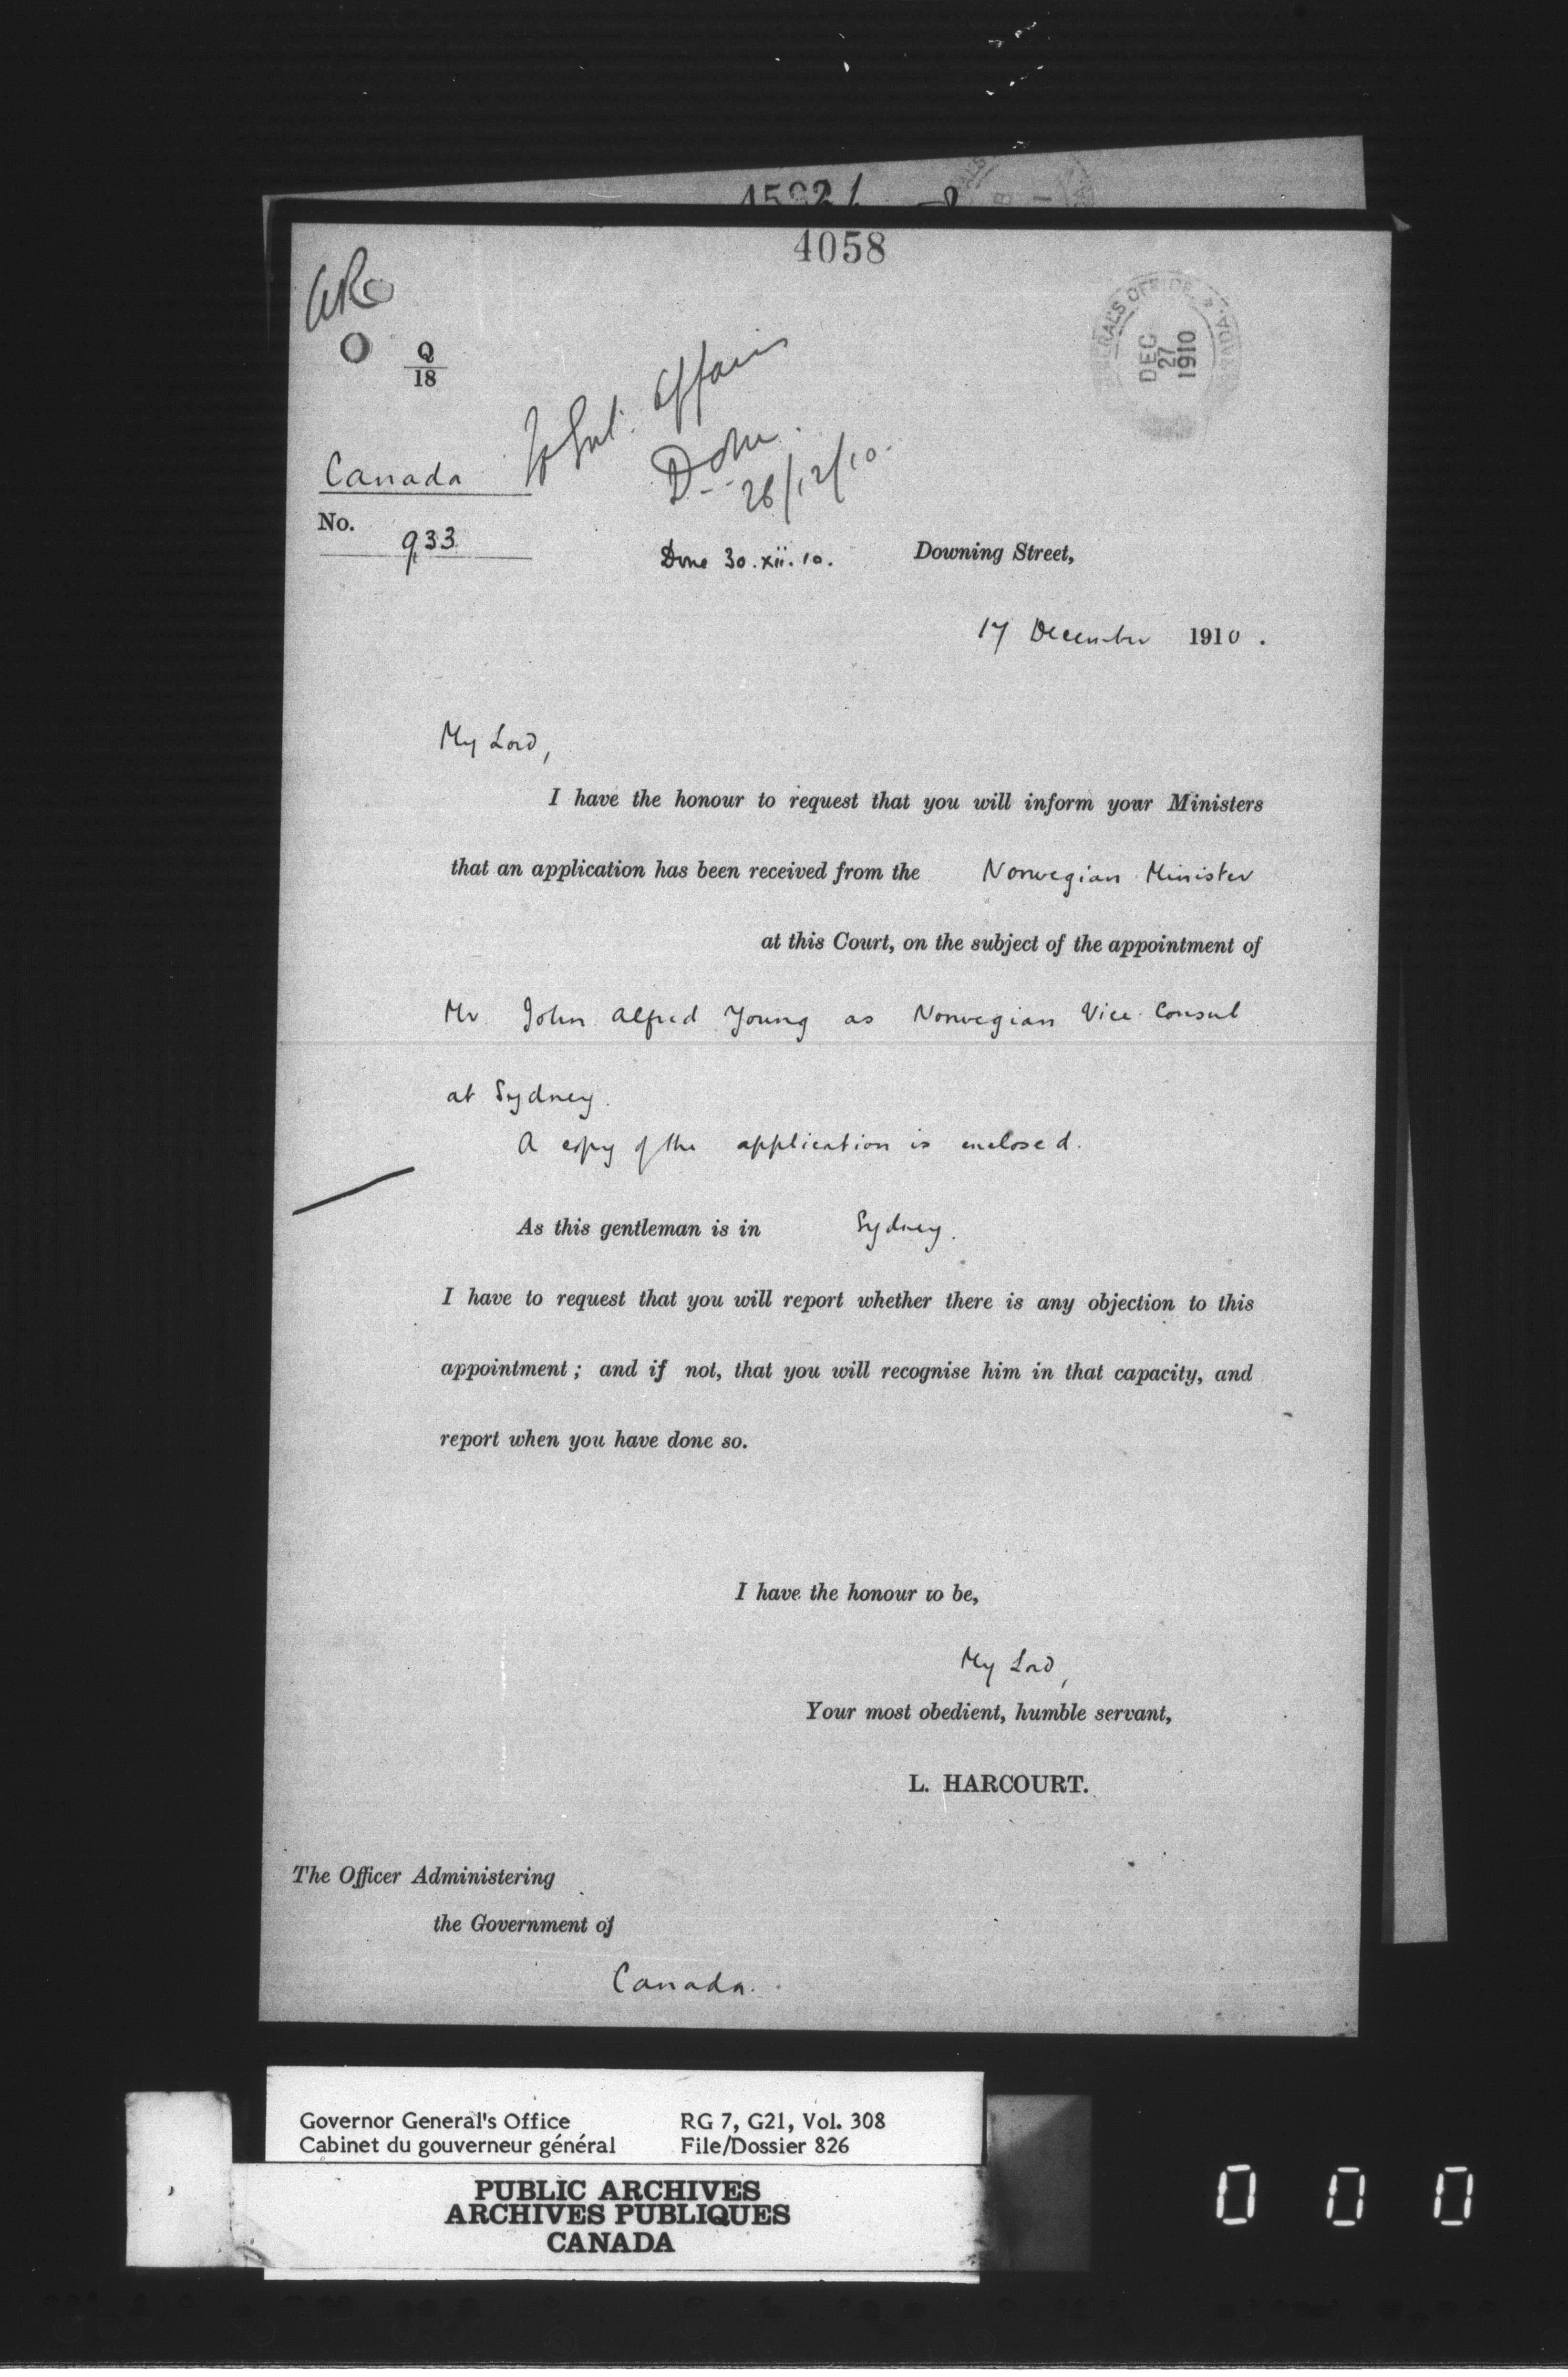 4058
Q
18
To Ext. Affairs
Done.
28/12/10.
DEC
27
1910
Canada
No. 933
Done 30.xii.10.
Downing Street,
17 December 1910.
My Lord,
I have the honour to request that you will inform your Ministers
that an application has been received from the Norwegian Minister
at this Court, on the subject of the appointment of
Mr John Alfred Young as Norwegian Vice Consul
at Sydney.
A copy of the application is enclosed.
As this gentleman is in Sydney.
I have to request that you will report whether there is any objection to this
appointment; and if not, that you will recognise him in that capacity, and
report when you have done so.
I have the honour to be,
My Lord,
Your most obedient, humble servant,
L. HARCOURT.
The Officer Administering
the Government of
Canada.
Governor General's Office RG 7, G21, Vol. 308
Cabinet du gouverneur général File/Dossier 826
PUBLIC ARCHIVES
ARCHIVES PUBLIQUES
CANADA
0 0 0